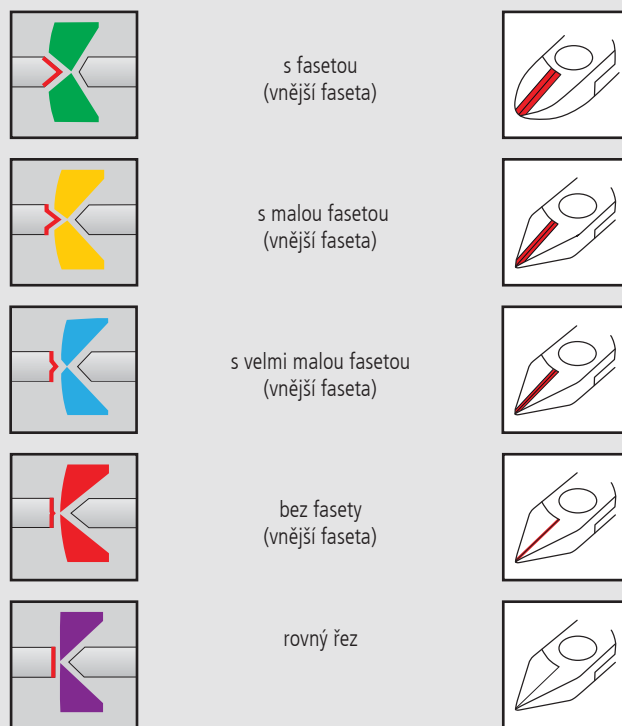 s fasetou
(vnější faseta)
s malou fasetou
(vnější faseta)
s velmi malou fasetou
(vnější faseta)
bez fasety
(vnější faseta)
rovný řez